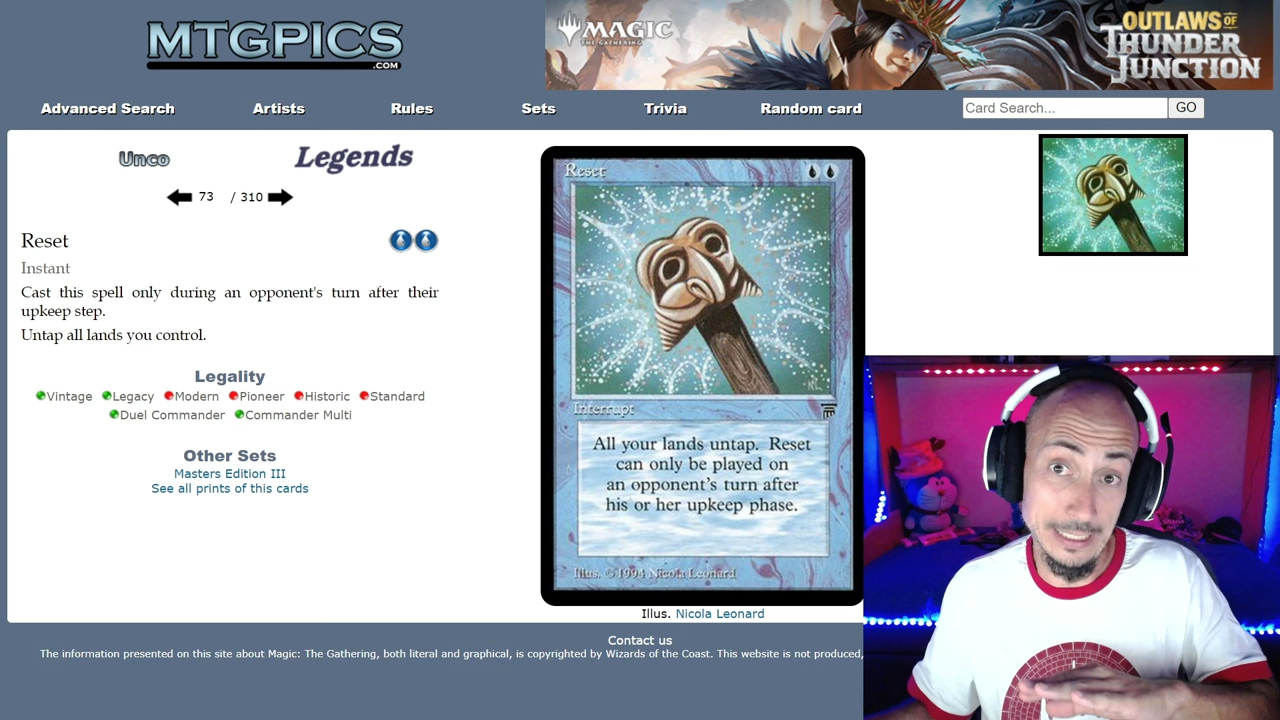 MTGPICS
.COM
MAGIC
THE GATHERING
OUTLAWS OF
THUNDER
JUNCTION
Advanced Search
Artists
Rules
Sets
Trivia
Random card
Card Search...
GO
Unco
Legends
73 / 310
Reset
Instant
Cast this spell only during an opponent's turn after their
upkeep step.
Untap all lands you control.
Legality
Vintage Legacy Modern Pioneer Historic Standard
Duel Commander Commander Multi
Other Sets
Masters Edition III
See all prints of this cards
Reset
Interrupt
All your lands untap. Reset
can only be played on
an opponent's turn after
his or her upkeep phase.
Illus. © 1994 Nicola Leonard
Illus. Nicola Leonard
Contact us
The information presented on this site about Magic: The Gathering, both literal and graphical, is copyrighted by Wizards of the Coast. This website is not produced,